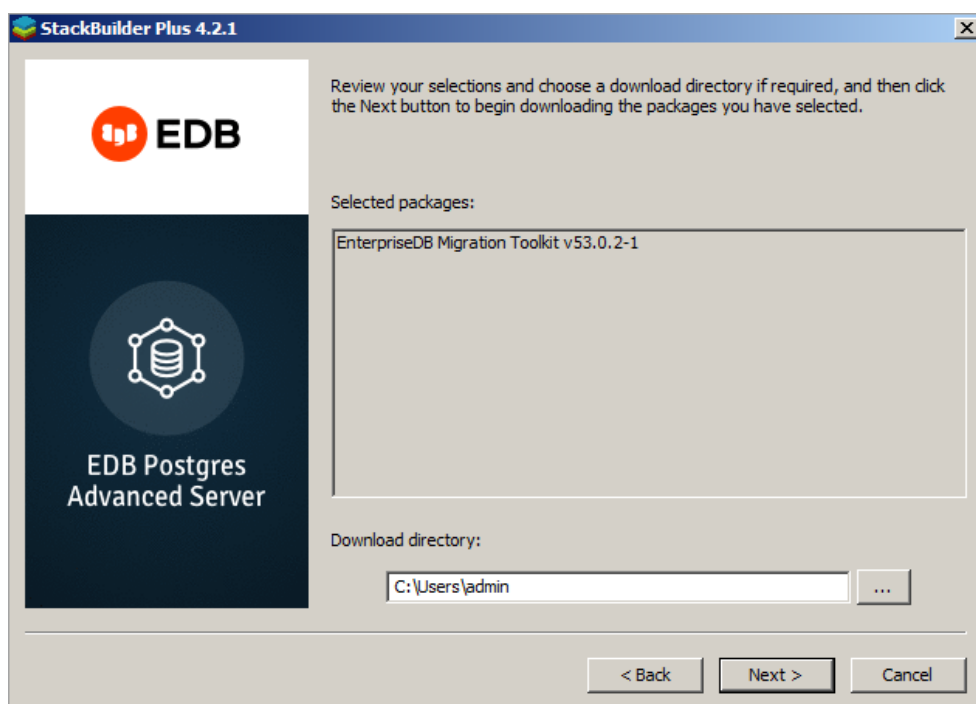 StackBuilder Plus 4.2.1
EDB
EDB Postgres
Advanced Server
Review your selections and choose a download directory if required, and then click
the Next button to begin downloading the packages you have selected.
Selected packages:
EnterpriseDB Migration Toolkit v53.0.2-1
Download directory:
C:\Users\admin
...
< Back
Next >
Cancel